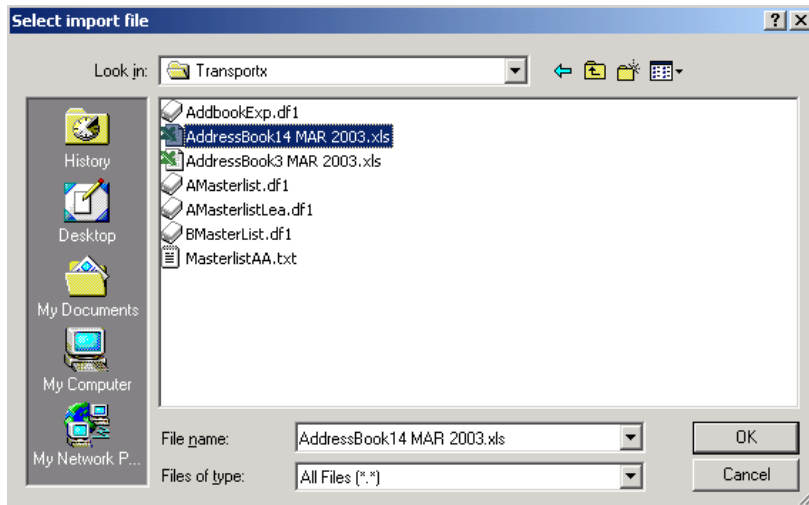 Select import file
Look in: Transportx
AddbookExp.df1
AddressBook14 MAR 2003.xls
AddressBook3 MAR 2003.xls
AMasterlist.df1
AMasterlistLea.df1
BMasterList.df1
MasterlistAA.txt
History
Desktop
My Documents
My Computer
My Network P...
File name: AddressBook14 MAR 2003.xls OK
Files of type: All Files (*.*) Cancel